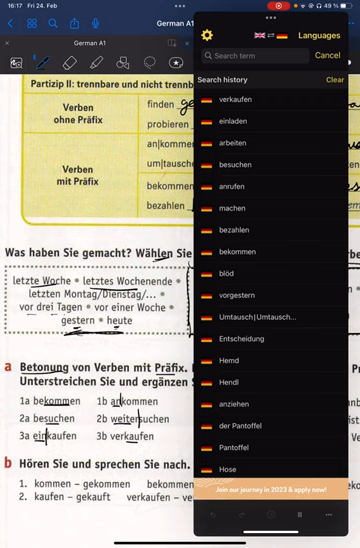 16:17 Fri 24. Feb
49 %
German A1
German A1
Partizip II: trennbare und nicht trennb
Verben
ohne Präfix
finden
probieren
Verben
mit Präfix
an|kommen
um|tausche
bekommen
bezahlen
Was haben Sie gemacht? Wählen Sie
letzte Woche * letztes Wochenende *
letzten Montag/Dienstag/... *
vor drei Tagen * vor einer Woche *
gestern * heute
a Betonung von Verben mit Präfix.
Unterstreichen Sie und ergänzen S
1a bekommen 1b ankommen
2a besuchen 2b weitersuchen
3a einkaufen 3b verkaufen
b Hören Sie und sprechen Sie nach.
1. kommen – gekommen bekommen
2. kaufen – gekauft verkaufen – ve
Languages
Search term
Cancel
Search history
Clear
verkaufen
einladen
arbeiten
besuchen
anrufen
machen
bezahlen
bekommen
blöd
vorgestern
Umtausch|Umtausch...
Entscheidung
Hemd
Hendl
anziehen
der Pantoffel
Pantoffel
Hose
Join our journey in 2023 & apply now!